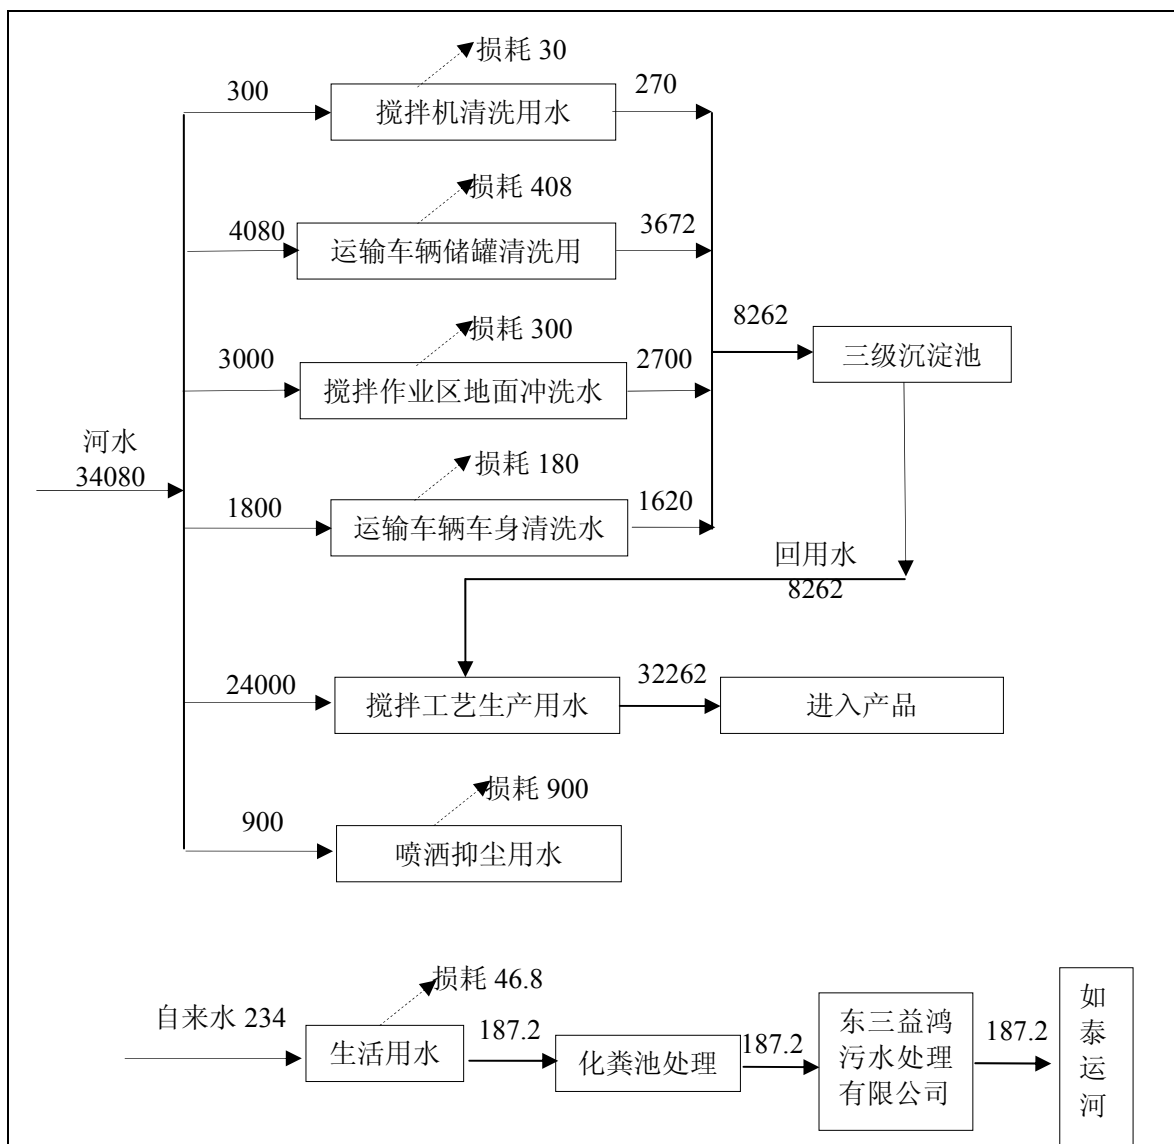 损耗 30
300
搅拌机清洗用水
270
损耗 408
4080
运输车辆储罐清洗用
3672
损耗 300
3000
搅拌作业区地面冲洗水
2700
8262
三级沉淀池
河水
34080
损耗 180
1800
运输车辆车身清洗水
1620
回用水
8262
24000
搅拌工艺生产用水
32262
进入产品
损耗 900
900
喷洒抑尘用水
自来水 234
损耗 46.8
生活用水
187.2
化粪池处理
187.2
东三益鸿
污水处理
有限公司
187.2
如
泰
运
河